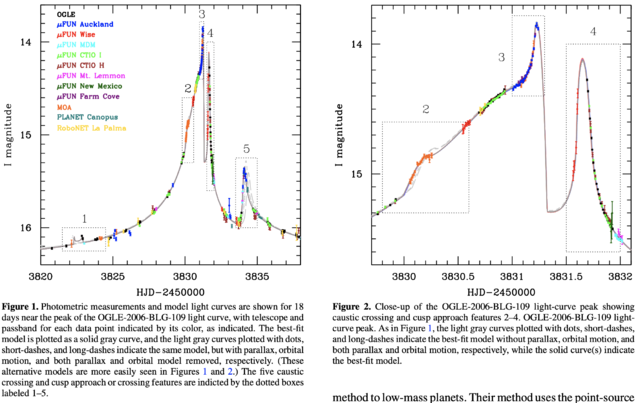 3
4
2
1
5
OGLE
μFUN Auckland
μFUN Wise
μFUN MDM
μFUN CTIO I
μFUN CTIO H
μFUN Mt. Lemmon
μFUN New Mexico
μFUN Farm Cove
MOA
PLANET Canopus
RoboNET La Palma
14
15
16
I magnitude
3820
3825
3830
3835
HJD-2450000
Figure 1. Photometric measurements and model light curves are shown for 18
days near the peak of the OGLE-2006-BLG-109 light curve, with telescope and
passband for each data point indicated by its color, as indicated. The best-fit
model is plotted as a solid gray curve, and the light gray curves plotted with dots,
short-dashes, and long-dashes indicate the same model, but with parallax, orbital
motion, and both parallax and orbital model removed, respectively. (These
alternative models are more easily seen in Figures 1 and 2.) The five caustic
crossing and cusp approach or crossing features are indicted by the dotted boxes
labeled 1–5.
2
3
4
14
14.5
15
15.5
I magnitude
3830
3830.5
3831
3831.5
3832
HJD-2450000
Figure 2. Close-up of the OGLE-2006-BLG-109 light-curve peak showing
caustic crossing and cusp approach features 2–4. OGLE-2006-BLG-109 light-
curve peak. As in Figure 1, the light gray curves plotted with dots, short-dashes,
and long-dashes indicate the best-fit model without parallax, orbital motion, and
both parallax and orbital motion, respectively, while the solid curve(s) indicate
the best-fit model.
method to low-mass planets. Their method uses the point-source